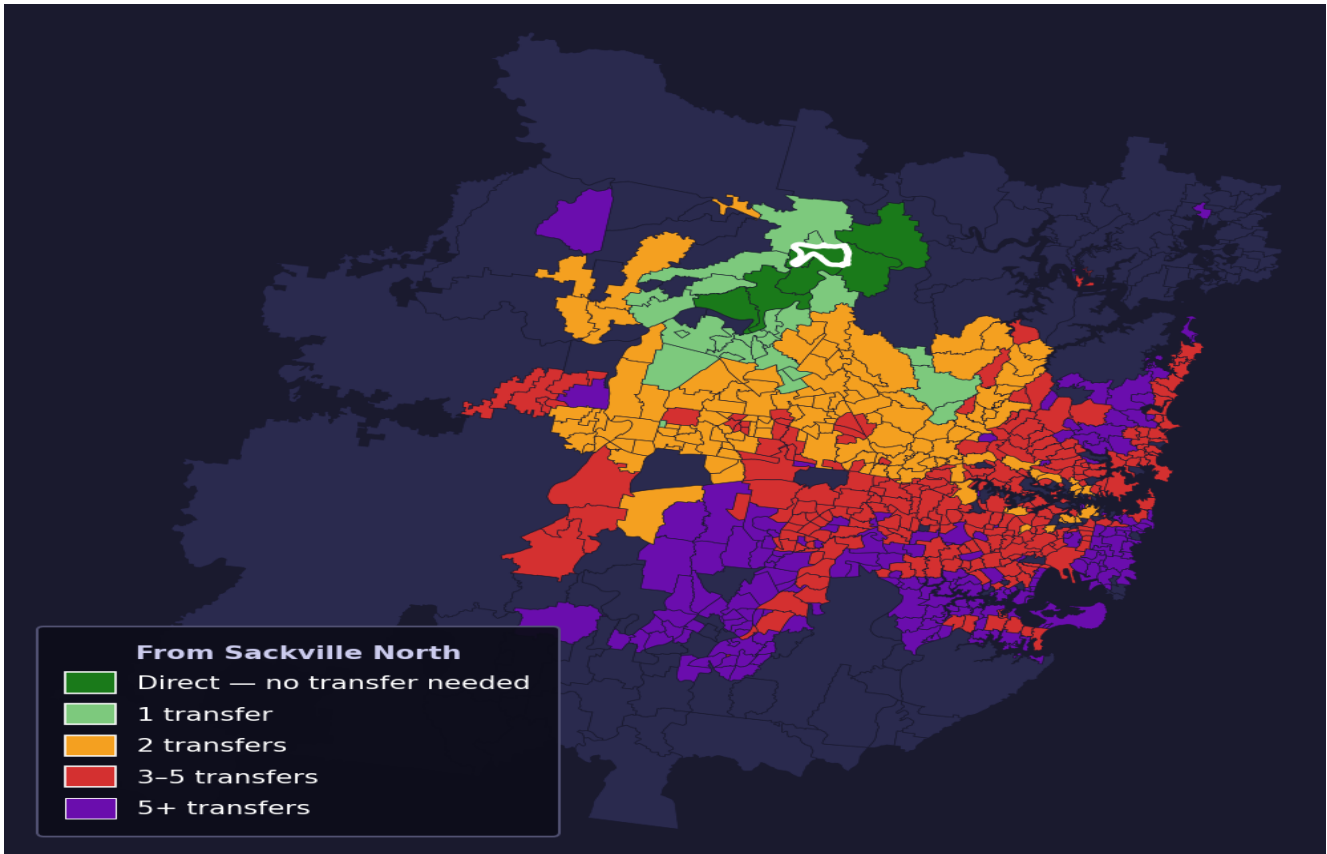 From Sackville North
Direct — no transfer needed
1 transfer
2 transfers
3–5 transfers
5+ transfers